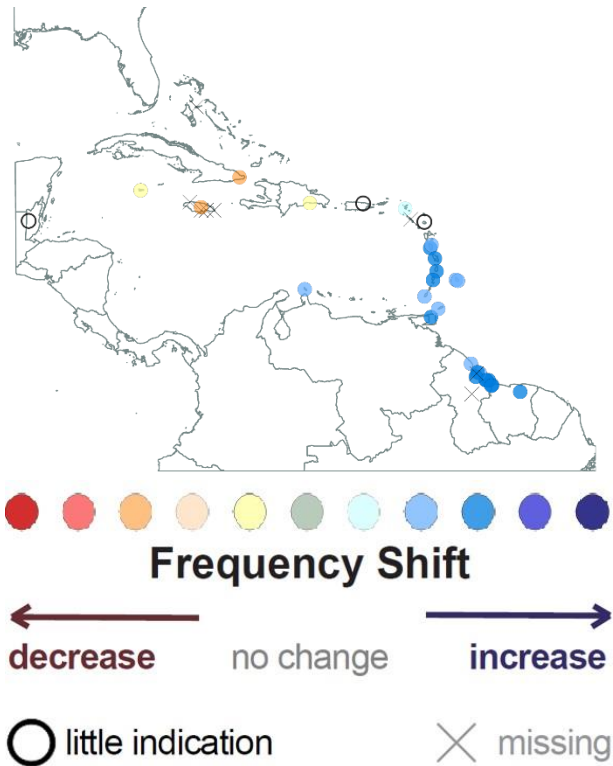 Frequency Shift
decrease no change increase
little indication missing